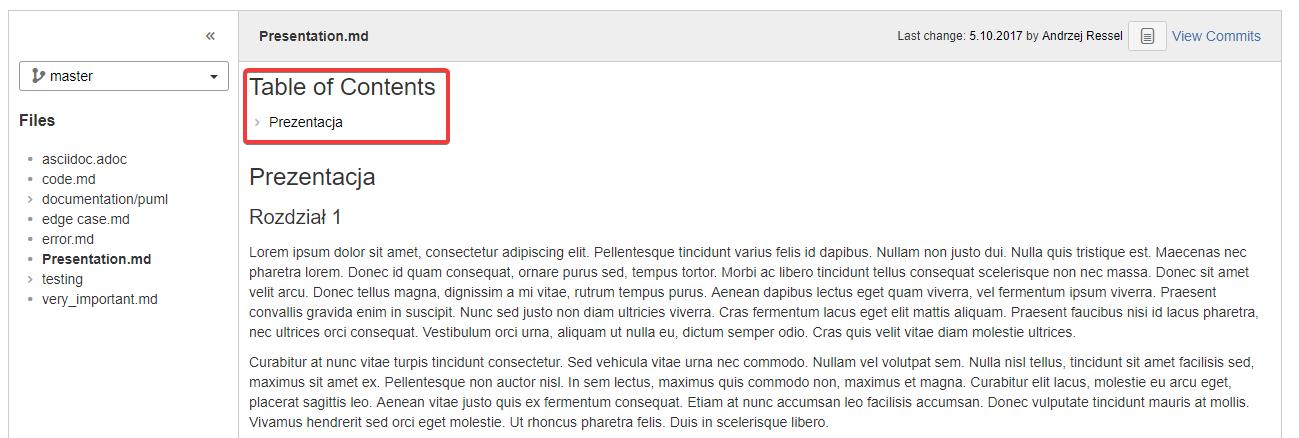 «
Presentation.md
Last change: 5.10.2017 by Andrzej Ressel
View Commits
master
Files
asciidoc.adoc
code.md
documentation/puml
edge case.md
error.md
Presentation.md
testing
very_important.md
Table of Contents
Prezentacja
Prezentacja
Rozdział 1
Lorem ipsum dolor sit amet, consectetur adipiscing elit. Pellentesque tincidunt varius felis id dapibus. Nullam non justo dui. Nulla quis tristique est. Maecenas nec
pharetra lorem. Donec id quam consequat, ornare purus sed, tempus tortor. Morbi ac libero tincidunt tellus consequat scelerisque non nec massa. Donec sit amet
velit arcu. Donec tellus magna, dignissim a mi vitae, rutrum tempus purus. Aenean dapibus lectus eget quam viverra, vel fermentum ipsum viverra. Praesent
convallis gravida enim in suscipit. Nunc sed justo non diam ultricies viverra. Cras fermentum lacus eget elit mattis aliquam. Praesent faucibus nisi id lacus pharetra,
nec ultrices orci consequat. Vestibulum orci urna, aliquam ut nulla eu, dictum semper odio. Cras quis velit vitae diam molestie ultrices.
Curabitur at nunc vitae turpis tincidunt consectetur. Sed vehicula vitae urna nec commodo. Nullam vel volutpat sem. Nulla nisl tellus, tincidunt sit amet facilisis sed,
maximus sit amet ex. Pellentesque non auctor nisl. In sem lectus, maximus quis commodo non, maximus et magna. Curabitur elit lacus, molestie eu arcu eget,
placerat sagittis leo. Aenean vitae justo quis ex fermentum consequat. Etiam at nunc accumsan leo facilisis accumsan. Donec vulputate tincidunt mauris at mollis.
Vivamus hendrerit sed orci eget molestie. Ut rhoncus pharetra felis. Duis in scelerisque libero.